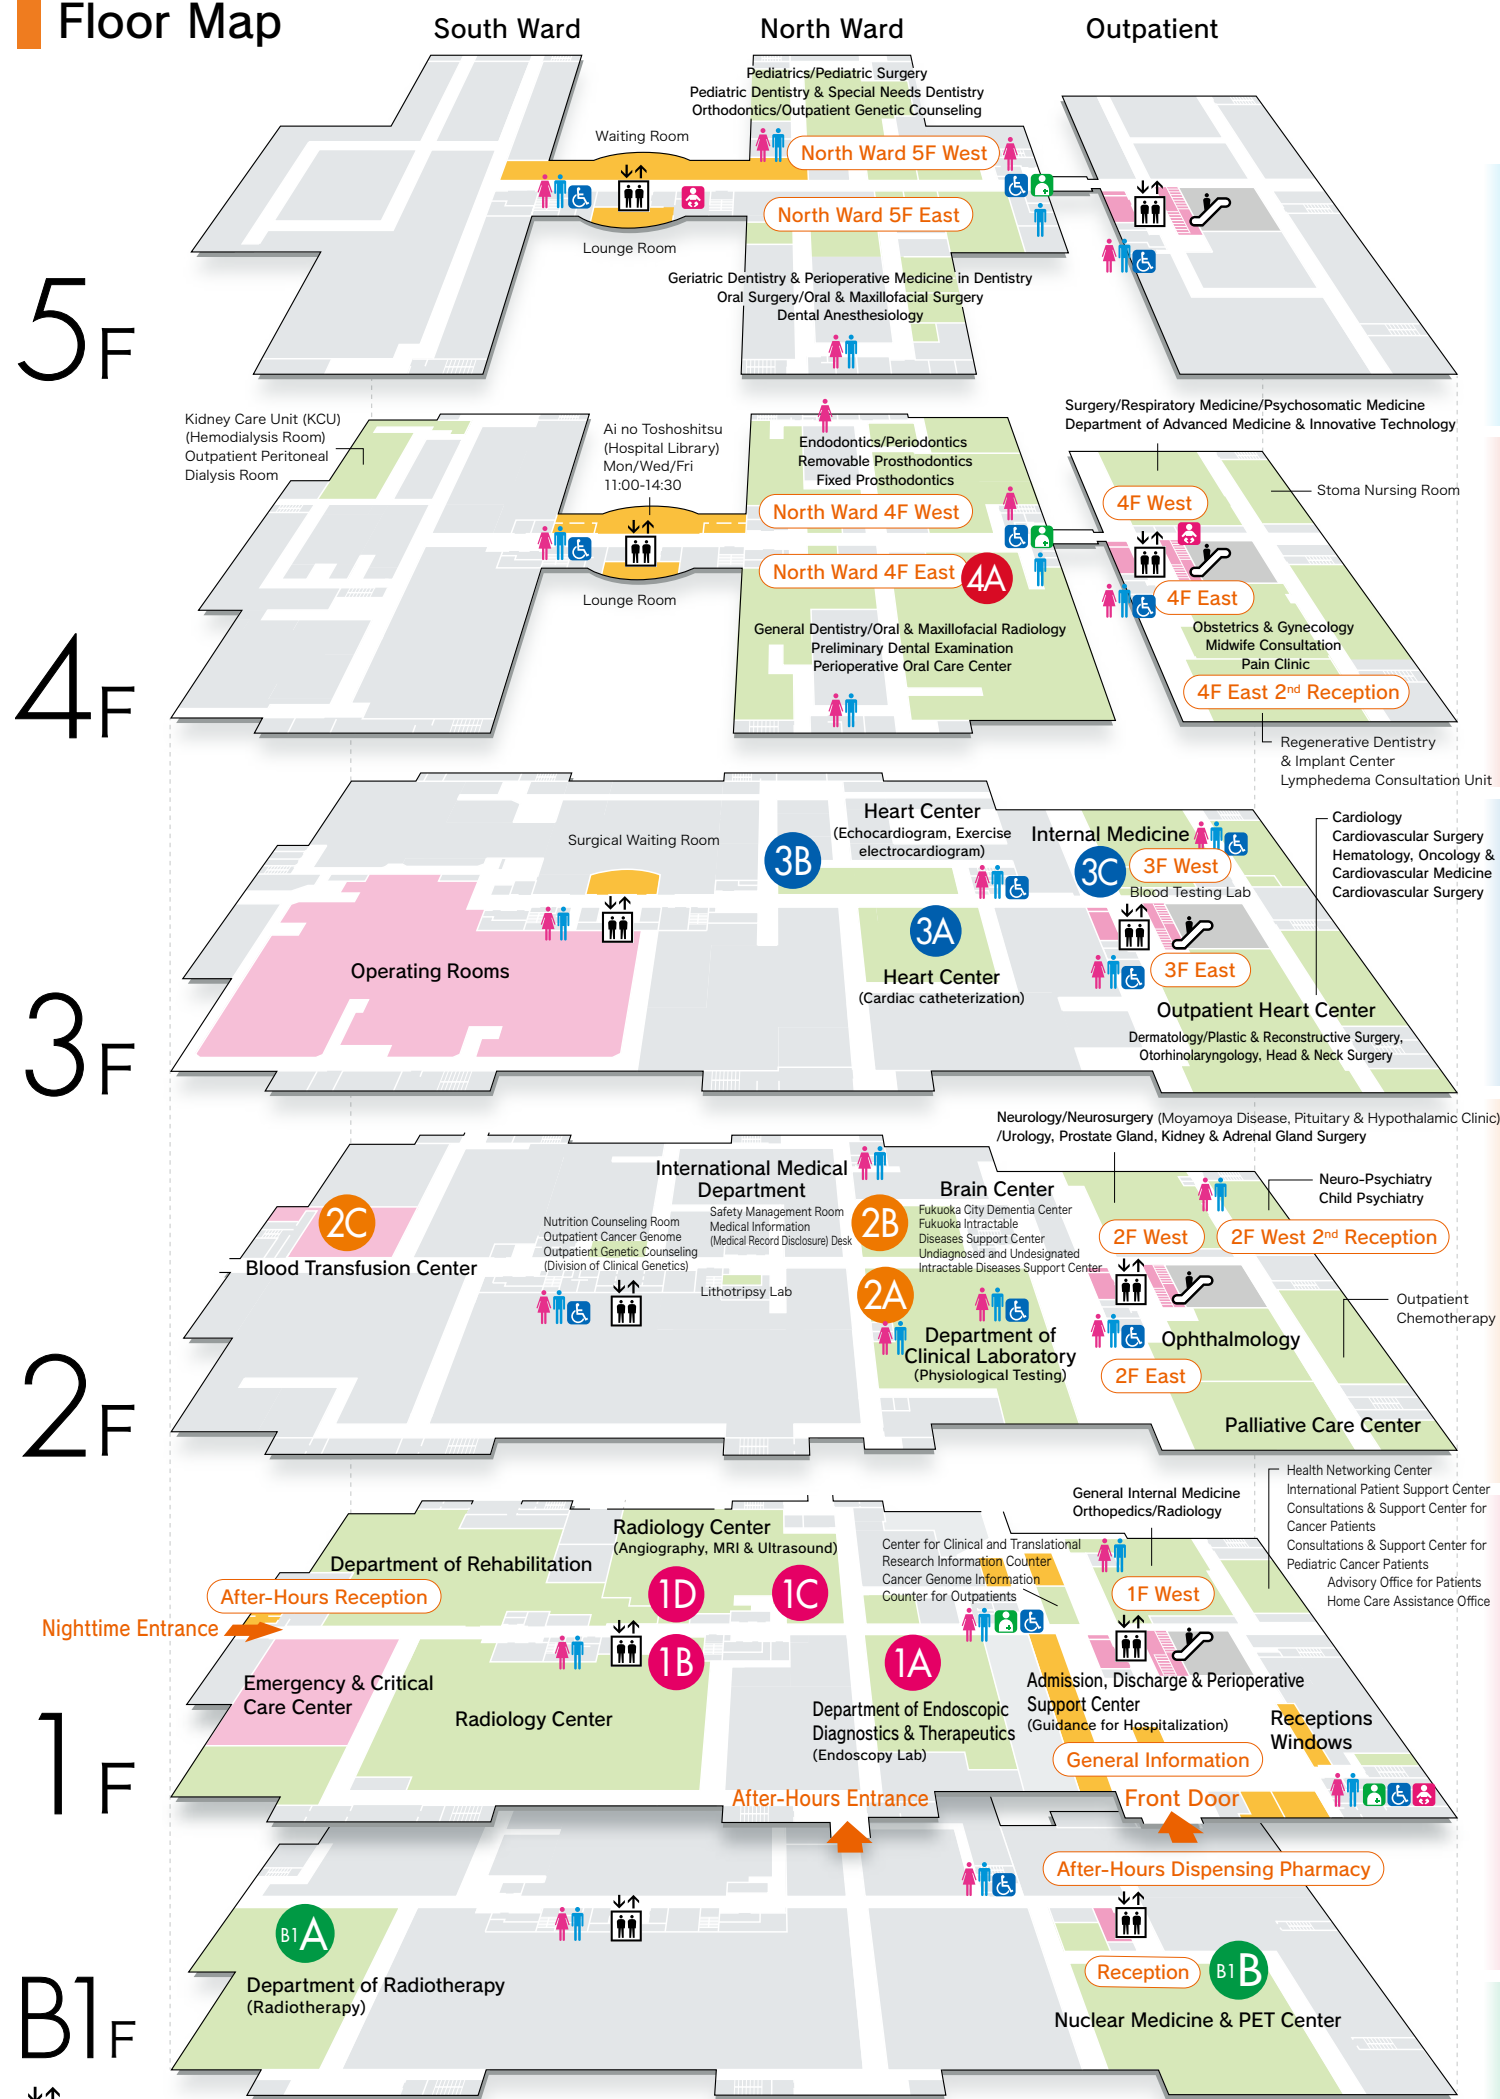 Floor Map
South Ward
North Ward
Outpatient
5F
Pediatrics/Pediatric Surgery
Pediatric Dentistry & Special Needs Dentistry
Orthodontics/Outpatient Genetic Counseling
Waiting Room
North Ward 5F West
North Ward 5F East
Lounge Room
Geriatric Dentistry & Perioperative Medicine in Dentistry
Oral Surgery/Oral & Maxillofacial Surgery
Dental Anesthesiology
4F
Kidney Care Unit (KCU)
(Hemodialysis Room)
Outpatient Peritoneal
Dialysis Room
Ai no Toshoshitsu
(Hospital Library)
Mon/Wed/Fri
11:00-14:30
Lounge Room
Endodontics/Periodontics
Removable Prosthodontics
Fixed Prosthodontics
North Ward 4F West
North Ward 4F East
4A
General Dentistry/Oral & Maxillofacial Radiology
Preliminary Dental Examination
Perioperative Oral Care Center
Surgery/Respiratory Medicine/Psychosomatic Medicine
Department of Advanced Medicine & Innovative Technology
4F West
Stoma Nursing Room
4F East
Obstetrics & Gynecology
Midwife Consultation
Pain Clinic
4F East 2nd Reception
Regenerative Dentistry
& Implant Center
Lymphedema Consultation Unit
3F
Surgical Waiting Room
Operating Rooms
3B
Heart Center
(Echocardiogram, Exercise
electrocardiogram)
3A
Heart Center
(Cardiac catheterization)
Internal Medicine
3C
3F West
Blood Testing Lab
3F East
Outpatient Heart Center
Dermatology/Plastic & Reconstructive Surgery,
Otorhinolaryngology, Head & Neck Surgery
Cardiology
Cardiovascular Surgery
Hematology, Oncology &
Cardiovascular Medicine
Cardiovascular Surgery
2F
2C
Blood Transfusion Center
Nutrition Counseling Room
Outpatient Cancer Genome
Outpatient Genetic Counseling
(Division of Clinical Genetics)
International Medical
Department
Safety Management Room
Medical Information
(Medical Record Disclosure) Desk
Lithotripsy Lab
2B
Brain Center
Fukuoka City Dementia Center
Fukuoka Intractable
Diseases Support Center
Undiagnosed and Undesignated
Intractable Diseases Support Center
2A
Department of
Clinical Laboratory
(Physiological Testing)
Neurology/Neurosurgery (Moyamoya Disease, Pituitary & Hypothalamic Clinic)
/Urology, Prostate Gland, Kidney & Adrenal Gland Surgery
Neuro-Psychiatry
Child Psychiatry
2F West
2F West 2nd Reception
Outpatient
Chemotherapy
Ophthalmology
2F East
Palliative Care Center
1F
Department of Rehabilitation
After-Hours Reception
Nighttime Entrance
Emergency & Critical
Care Center
Radiology Center
(Angiography, MRI & Ultrasound)
1D
1C
1B
Radiology Center
1A
Department of Endoscopic
Diagnostics & Therapeutics
(Endoscopy Lab)
After-Hours Entrance
Center for Clinical and Translational
Research Information Counter
Cancer Genome Information
Counter for Outpatients
General Internal Medicine
Orthopedics/Radiology
1F West
Admission, Discharge & Perioperative
Support Center
(Guidance for Hospitalization)
General Information
Front Door
Receptions
Windows
Health Networking Center
International Patient Support Center
Consultations & Support Center for
Cancer Patients
Consultations & Support Center for
Pediatric Cancer Patients
Advisory Office for Patients
Home Care Assistance Office
B1F
After-Hours Dispensing Pharmacy
B1A
Department of Radiotherapy
(Radiotherapy)
Reception
B1B
Nuclear Medicine & PET Center